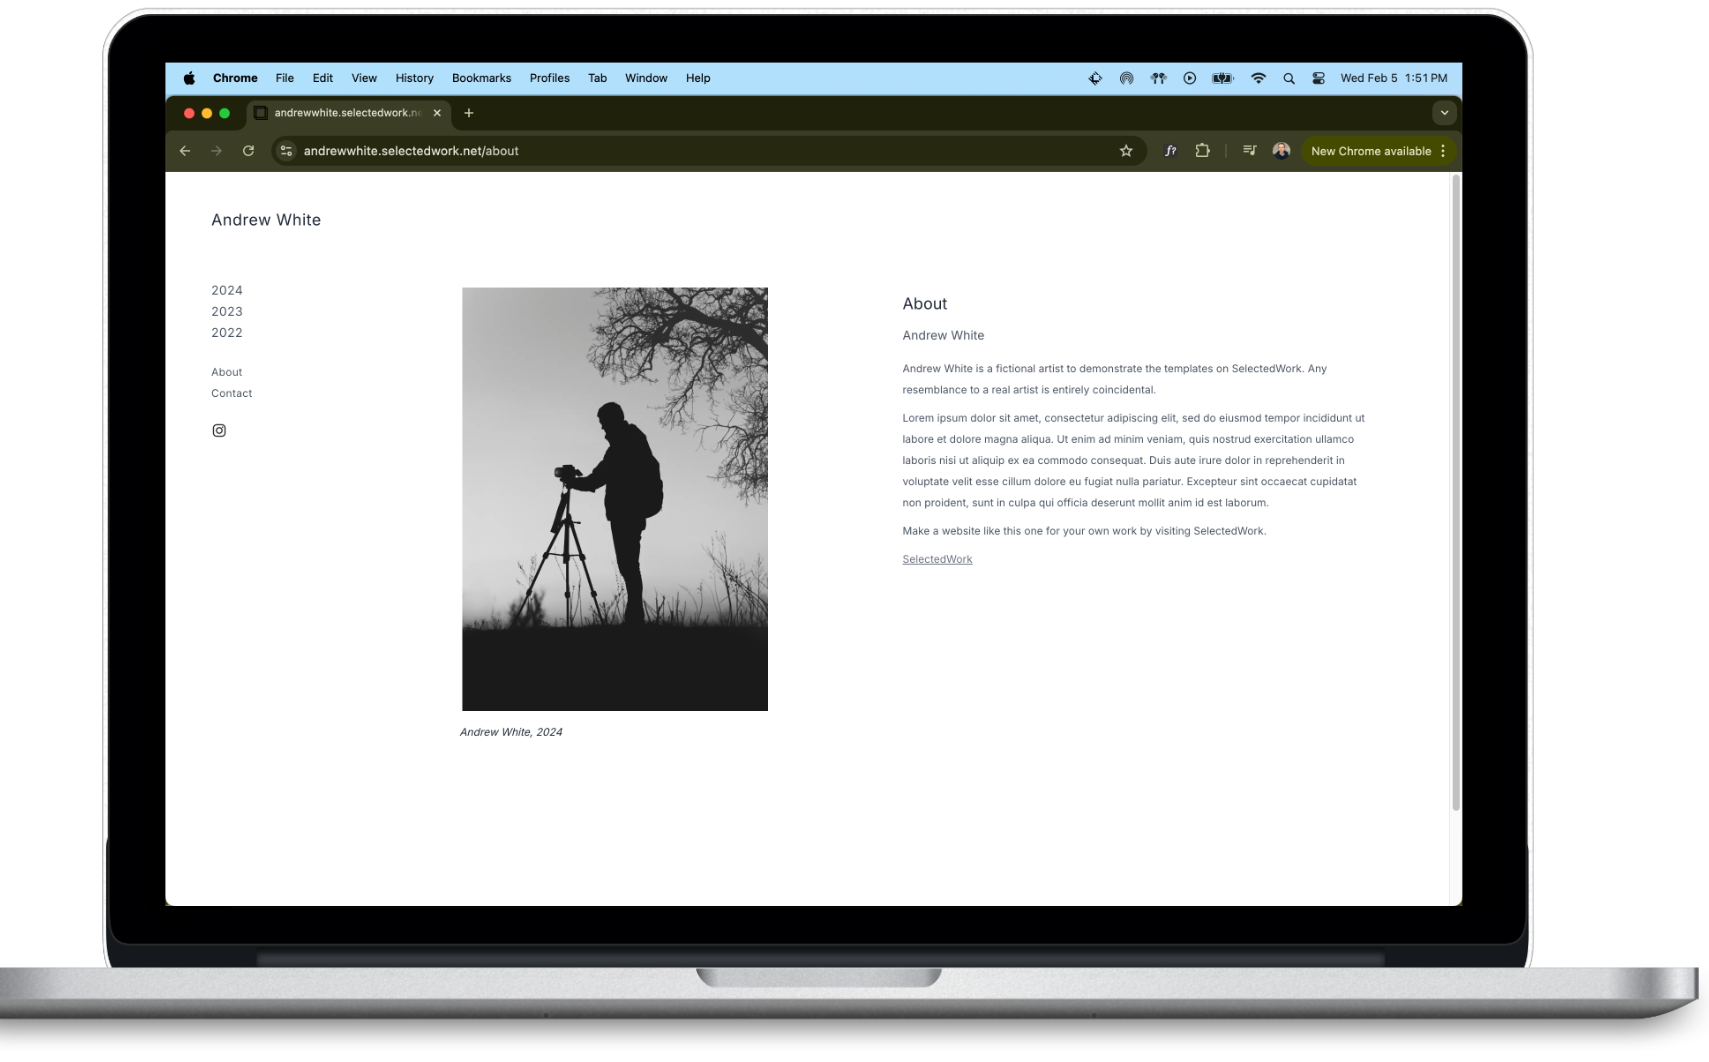 Chrome File Edit View History Bookmarks Profiles Tab Window Help Wed Feb 5 1:51 PM
andrewwhite.selectedwork.ne
andrewwhite.selectedwork.net/about f? New Chrome available
Andrew White
2024
2023
2022
About
Contact
Andrew White, 2024
About
Andrew White
Andrew White is a fictional artist to demonstrate the templates on SelectedWork. Any
resemblance to a real artist is entirely coincidental.
Lorem ipsum dolor sit amet, consectetur adipiscing elit, sed do eiusmod tempor incididunt ut
labore et dolore magna aliqua. Ut enim ad minim veniam, quis nostrud exercitation ullamco
laboris nisi ut aliquip ex ea commodo consequat. Duis aute irure dolor in reprehenderit in
voluptate velit esse cillum dolore eu fugiat nulla pariatur. Excepteur sint occaecat cupidatat
non proident, sunt in culpa qui officia deserunt mollit anim id est laborum.
Make a website like this one for your own work by visiting SelectedWork.
SelectedWork